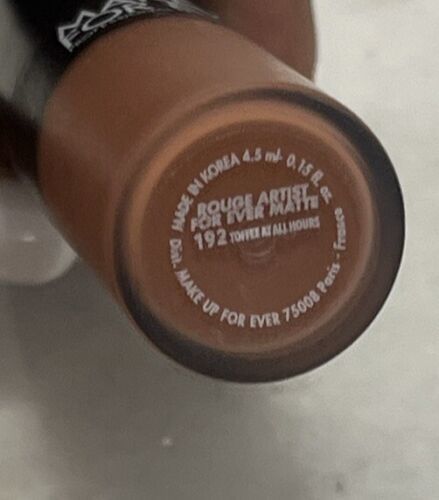 MADE IN KOREA 4.5 ml- 0.15 fl. oz.
ROUGE ARTIST
FOR EVER MATTE
192 TOFFEE AT ALL HOURS
Dist. MAKE UP FOR EVER 75008 Paris - France